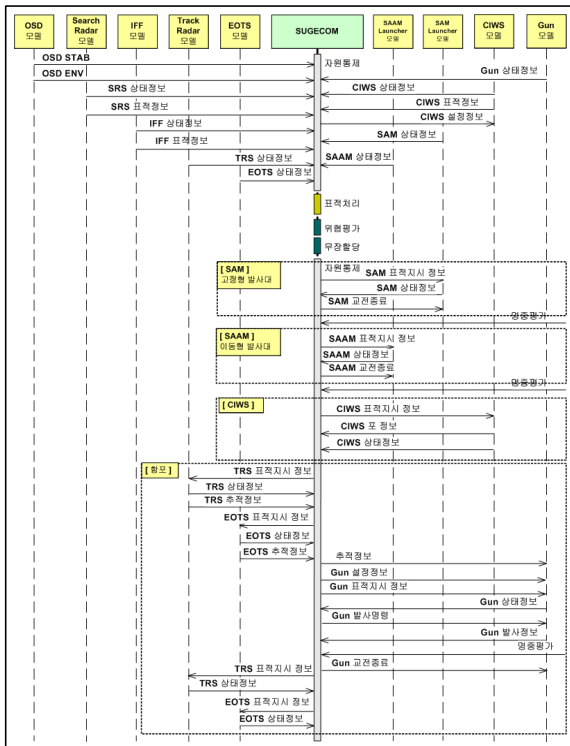 OSD
모델
Search
Radar
모델
IFF
모델
Track
Radar
모델
EOTS
모델
SUGECOM
SAAM
Launcher
모델
SAM
Launcher
모델
CIWS
모델
Gun
모델
OSD STAB
자원통제
Gun 상태정보
OSD ENV
CIWS 상태정보
SRS 상태정보
CIWS 표적정보
SRS 표적정보
CIWS 설정정보
IFF 상태정보
SAM 상태정보
IFF 표적정보
SAAM 상태정보
TRS 상태정보
EOTS 상태정보
표적처리
위협평가
무장할당
[ SAM ]
고정형 발사대
자원통제
SAM 표적지시 정보
SAM 상태정보
SAM 교전종료
명중평가
[ SAAM ]
이동형 발사대
SAAM 표적지시 정보
SAAM 상태정보
SAAM 교전종료
명중평가
[ CIWS ]
CIWS 표적지시 정보
CIWS 포 정보
CIWS 상태정보
[ 함포 ]
TRS 표적지시 정보
TRS 상태정보
TRS 추적정보
EOTS 표적지시 정보
EOTS 상태정보
EOTS 추적정보
추적정보
Gun 설정정보
Gun 표적지시 정보
Gun 상태정보
Gun 발사명령
Gun 발사정보
명중평가
TRS 표적지시 정보
Gun 교전종료
TRS 상태정보
EOTS 표적지시 정보
EOTS 상태정보